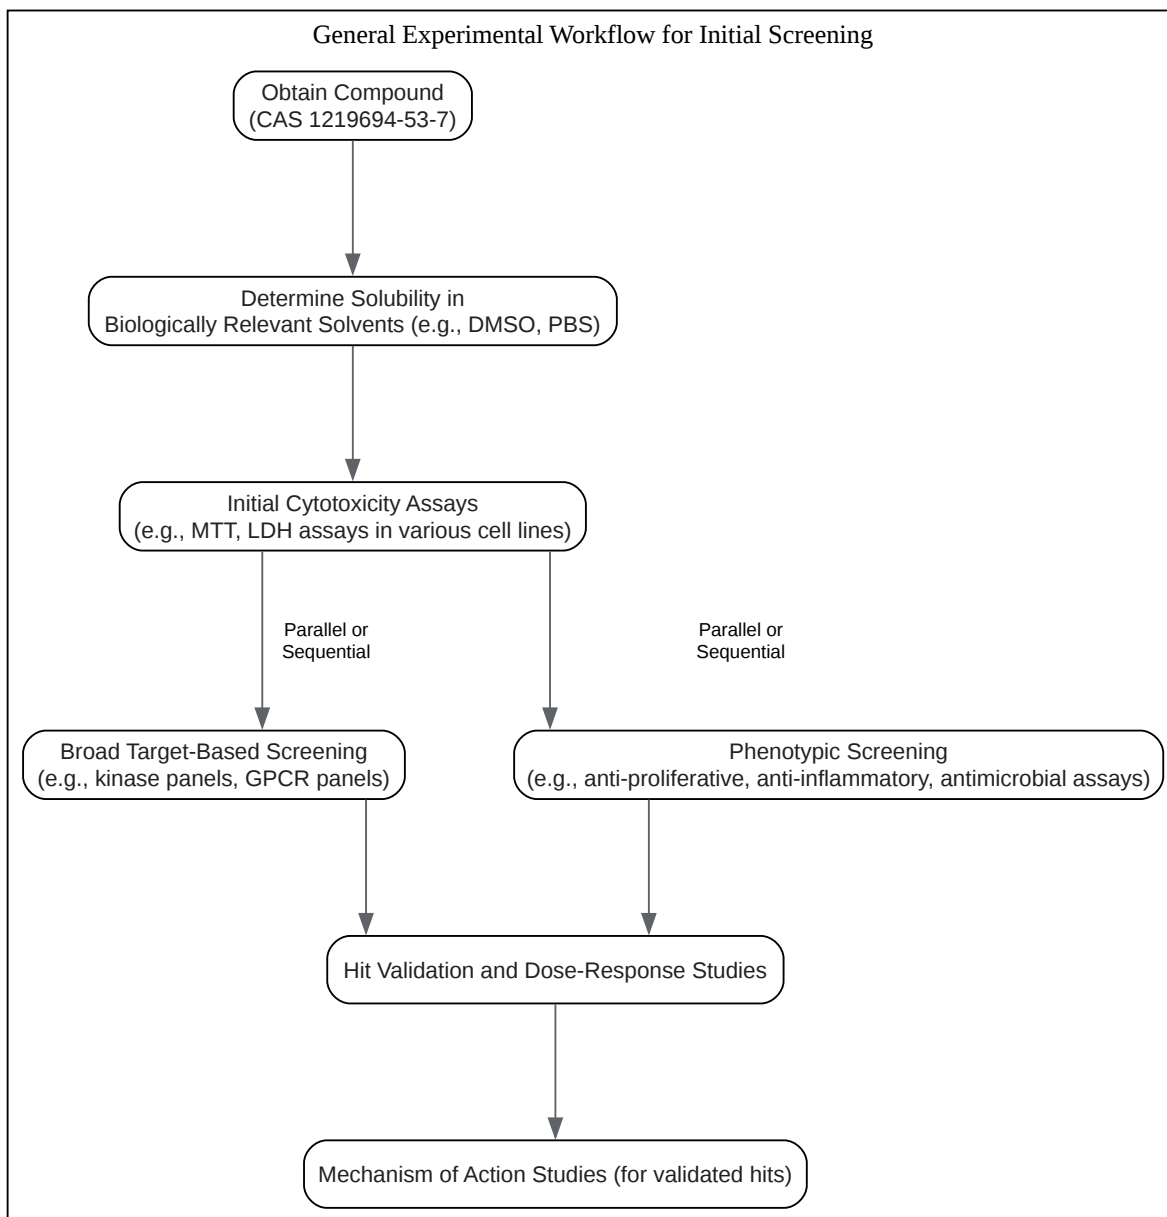 General Experimental Workflow for Initial Screening
Obtain Compound
(CAS 1219694-53-7)
Determine Solubility in
Biologically Relevant Solvents (e.g., DMSO, PBS)
Initial Cytotoxicity Assays
(e.g., MTT, LDH assays in various cell lines)
Parallel or
Sequential
Parallel or
Sequential
Broad Target-Based Screening
(e.g., kinase panels, GPCR panels)
Phenotypic Screening
(e.g., anti-proliferative, anti-inflammatory, antimicrobial assays)
Hit Validation and Dose-Response Studies
Mechanism of Action Studies (for validated hits)